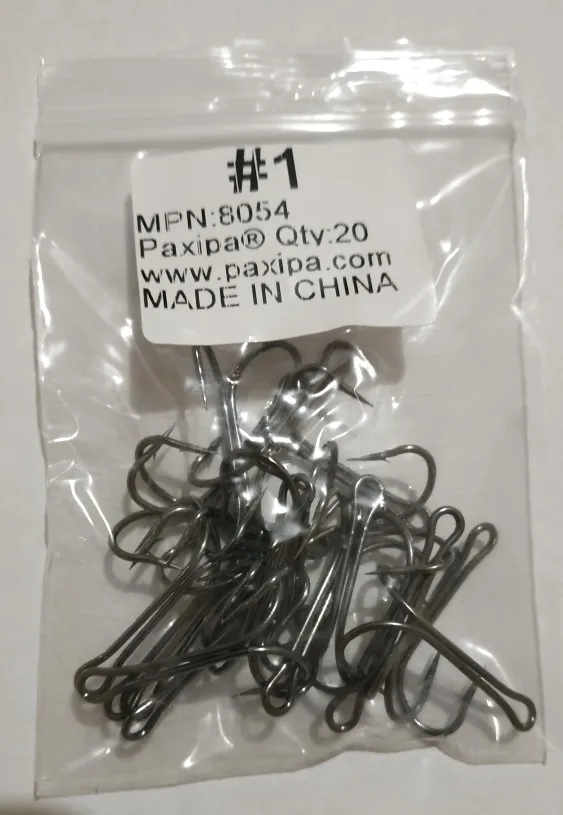 #1
MPN:8054
Paxipa® Qty:20
www.paxipa.com
MADE IN CHINA